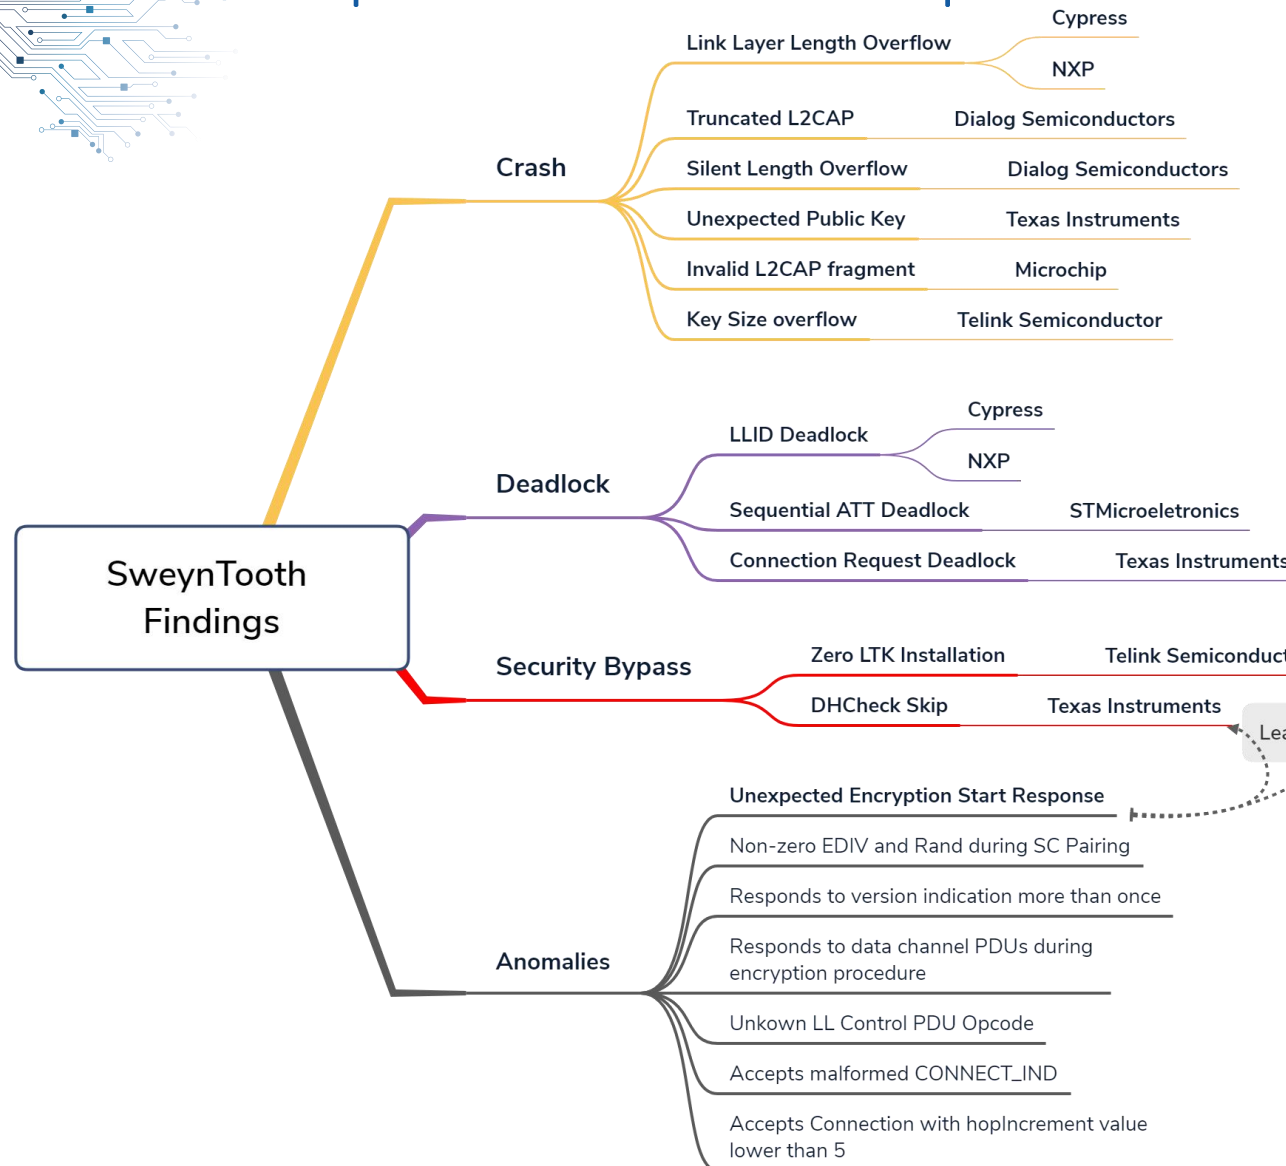 Cypress
Link Layer Length Overflow
NXP
Truncated L2CAP Dialog Semiconductors
Crash
Silent Length Overflow Dialog Semiconductors
Unexpected Public Key Texas Instruments
Invalid L2CAP fragment Microchip
Key Size overflow Telink Semiconductor
Cypress
LLID Deadlock
NXP
Deadlock
Sequential ATT Deadlock STMicroeletronics
Connection Request Deadlock Texas Instruments
SweynTooth
Findings
Security Bypass
Zero LTK Installation Telink Semiconduct
DHCheck Skip Texas Instruments
Lea
Unexpected Encryption Start Response
Non-zero EDIV and Rand during SC Pairing
Responds to version indication more than once
Anomalies
Responds to data channel PDUs during
encryption procedure
Unkown LL Control PDU Opcode
Accepts malformed CONNECT_IND
Accepts Connection with hopIncrement value
lower than 5